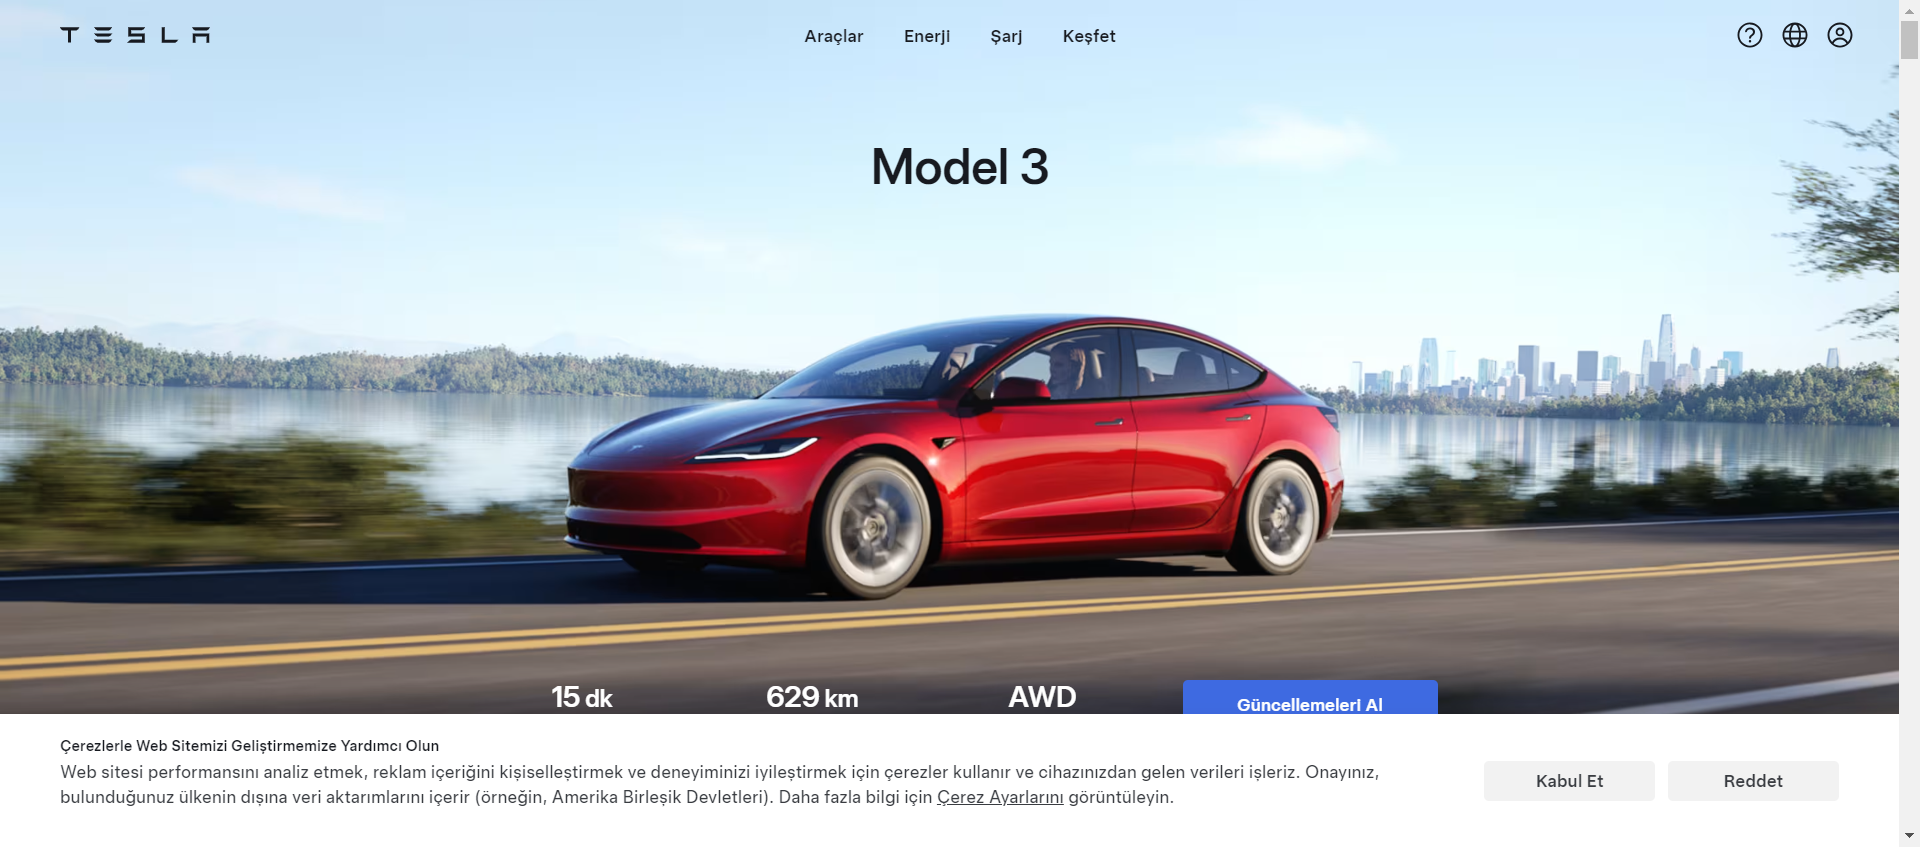 TESLA
Araçlar Enerji Şarj Keşfet
Model 3
15 dk 629 km AWD
Güncellemeleri Al
Çerezlerle Web Sitemizi Geliştirmemize Yardımcı Olun
Web sitesi performansını analiz etmek, reklam içeriğini kişiselleştirmek ve deneyiminizi iyileştirmek için çerezler kullanır ve cihazınızdan gelen verileri işleriz. Onayınız,
bulunduğunuz ülkenin dışına veri aktarımlarını içerir (örneğin, Amerika Birleşik Devletleri). Daha fazla bilgi için Çerez Ayarlarını görüntüleyin.
Kabul Et
Reddet